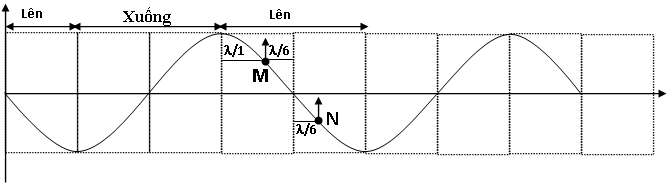 Lên Xuống Lên
λ/1 λ/6
M
N
λ/6